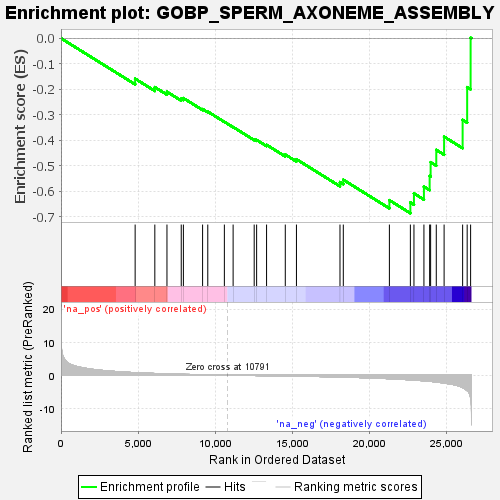 Enrichment plot: GOBP_SPERM_AXONEME_ASSEMBLY
Enrichment score (ES)
0.0
-0.1
-0.2
-0.3
-0.4
-0.5
-0.6
-0.7
'na_pos' (positively correlated)
Ranked list metric (PreRanked)
20
10
0
-10
Zero cross at 10791
'na_neg' (negatively correlated)
0
5,000
10,000
15,000
20,000
25,000
Rank in Ordered Dataset
Enrichment profile
Hits
Ranking metric scores